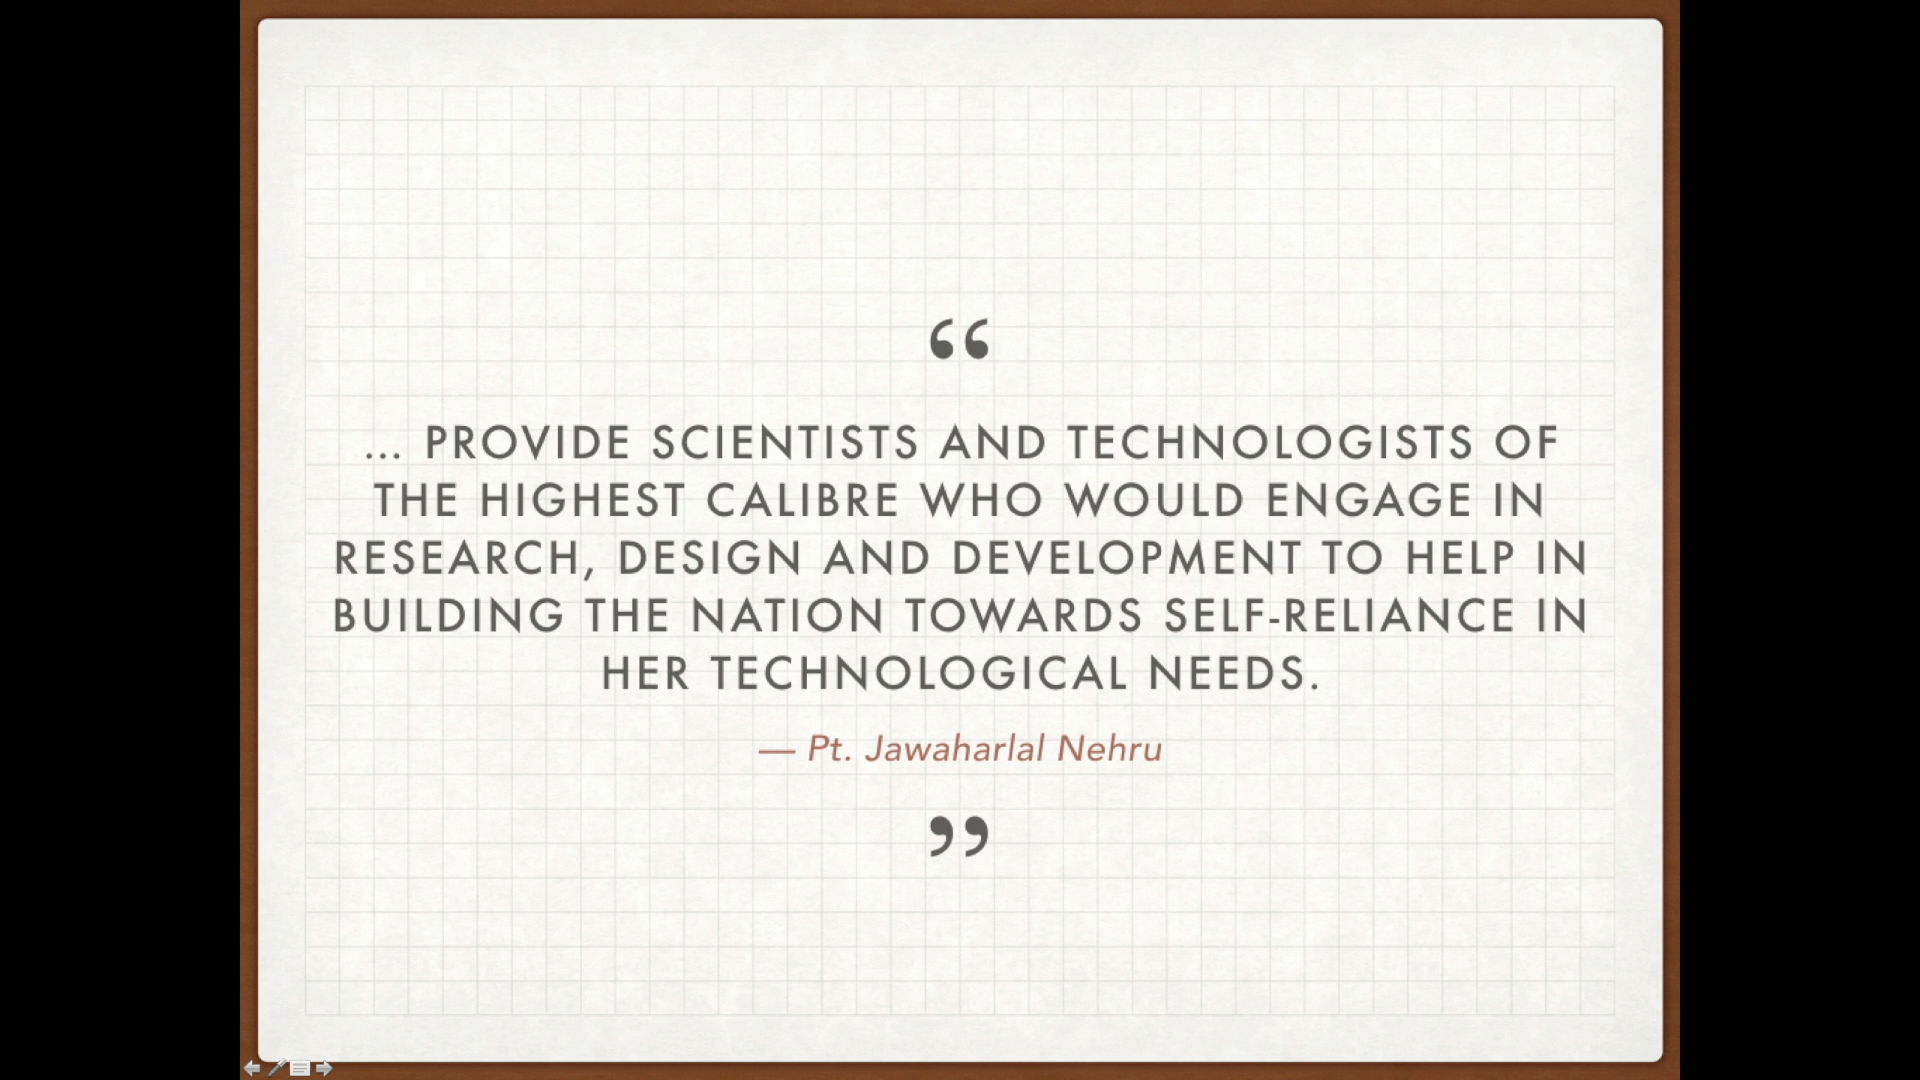 “
... PROVIDE SCIENTISTS AND TECHNOLOGISTS OF
THE HIGHEST CALIBRE WHO WOULD ENGAGE IN
RESEARCH, DESIGN AND DEVELOPMENT TO HELP IN
BUILDING THE NATION TOWARDS SELF-RELIANCE IN
HER TECHNOLOGICAL NEEDS.
— Pt. Jawaharlal Nehru
”